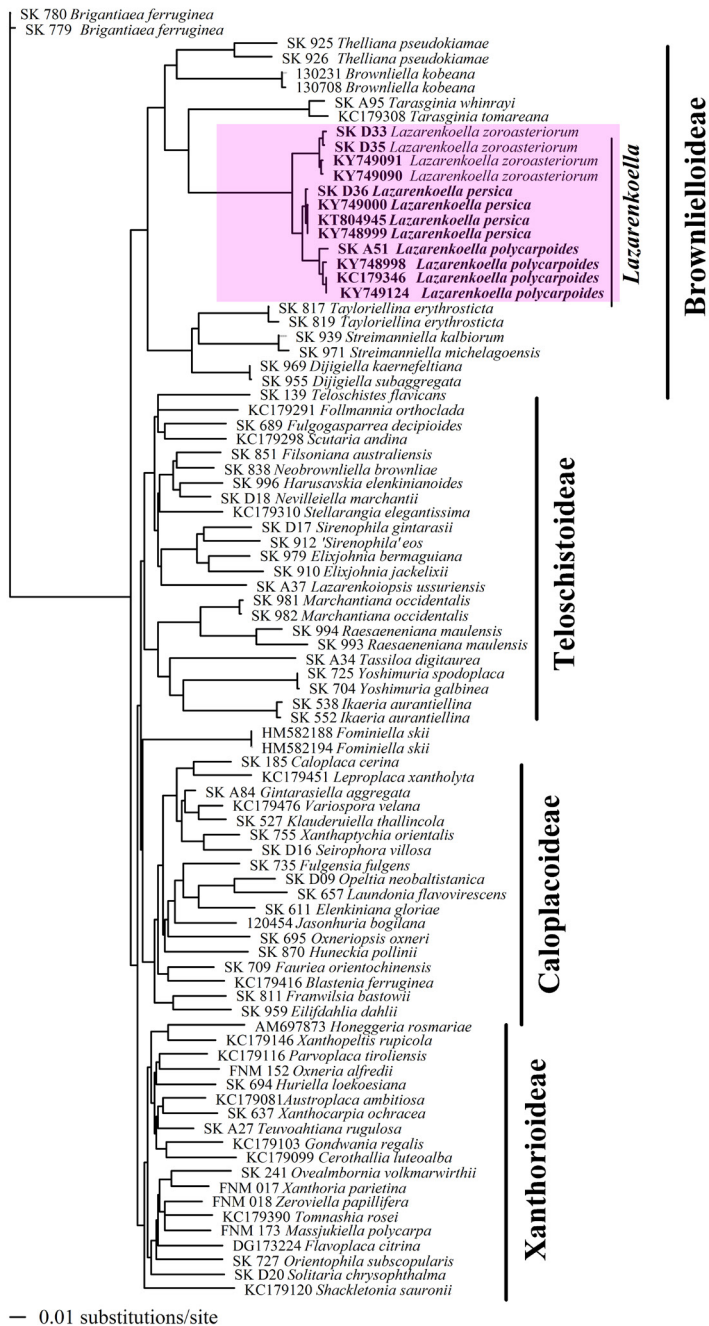 SK 780 Brigantiaea ferruginea
SK 779 Brigantiaea ferruginea
SK 925 Thelliana pseudokiamae
SK 926 Thelliana pseudokiamae
130231 Brownliella kobeana
130708 Brownliella kobeana
SK A95 Tarasginia whinrayi
KC179308 Tarasginia tomareana
SK D33 Lazarenkoella zoroasteriorum
SK D35 Lazarenkoella zoroasteriorum
KY749091 Lazarenkoella zoroasteriorum
KY749090 Lazarenkoella zoroasteriorum
SK D36 Lazarenkoella persica
KY749000 Lazarenkoella persica
KT804945 Lazarenkoella persica
KY748999 Lazarenkoella persica
SK A51 Lazarenkoella polycarpoides
KY748998 Lazarenkoella polycarpoides
KC179346 Lazarenkoella polycarpoides
KY749124 Lazarenkoella polycarpoides
Lazarenkoella
SK 817 Tayloriellina erythrosticta
SK 819 Tayloriellina erythrosticta
SK 939 Streimanniella kalbiorum
SK 971 Streimanniella michelagoensis
SK 969 Dijigiella kaernefeltiana
SK 955 Dijigiella subaggregata
Brownlielloideae
SK 139 Teloschistes flavicans
KC179291 Follmannia orthoclada
SK 689 Fulgogasparrea decipioides
KC179298 Scutaria andina
SK 851 Filsoniana australiensis
SK 838 Neobrownliella brownliae
SK 996 Harusavskia elenkinianoides
SK D18 Nevilleiella marchantii
KC179310 Stellarangia elegantissima
SK D17 Sirenophila gintarasii
SK 912 'Sirenophila' eos
SK 979 Elixjohnia bermaguiana
SK 910 Elixjohnia jackelixii
SK A37 Lazarenkoiopsis ussuriensis
SK 981 Marchantiana occidentalis
SK 982 Marchantiana occidentalis
SK 994 Raesaeneniana maulensis
SK 993 Raesaeneniana maulensis
SK A34 Tassiloa digitaurea
SK 725 Yoshimuria spodoplaca
SK 704 Yoshimuria galbinea
SK 538 Ikaeria aurantiellina
SK 552 Ikaeria aurantiellina
Teloschistoideae
HM582188 Fominiella skii
HM582194 Fominiella skii
SK 185 Caloplaca cerina
KC179451 Leproplaca xantholyta
SK A84 Gintarasiella aggregata
KC179476 Variospora velana
SK 527 Klauderuiella thallincola
SK 755 Xanthaptychia orientalis
SK D16 Seirophora villosa
SK 735 Fulgensia fulgens
SK D09 Opeltia neobaltistanica
SK 657 Laundonia flavovirescens
SK 611 Elenkiniana gloriae
120454 Jasonhuria bogilana
SK 695 Oxneriopsis oxneri
SK 870 Huneckia pollinii
SK 709 Fauriea orientochinensis
KC179416 Blastenia ferruginea
SK 811 Franwilsia bastowii
SK 959 Eilifdahlia dahlii
Caloplacoideae
AM697873 Honeggeria rosmariae
KC179146 Xanthopeltis rupicola
KC179116 Parvoplaca tiroliensis
FNM 152 Oxneria alfredii
SK 694 Huriella loekoesiana
KC179081Austroplaca ambitiosa
SK 637 Xanthocarpia ochracea
SK A27 Teuvoahtiana rugulosa
KC179103 Gondwania regalis
KC179099 Cerothallia luteoalba
SK 241 Ovealmbornia volkmarwirthii
FNM 017 Xanthoria parietina
FNM 018 Zeroviella papillifera
KC179390 Tomnashia rosei
FNM 173 Massjukiella polycarpa
DG173224 Flavoplaca citrina
SK 727 Orientophila subscopularis
SK D20 Solitaria chrysophthalma
KC179120 Shackletonia sauronii
Xanthorioideae
0.01 substitutions/site